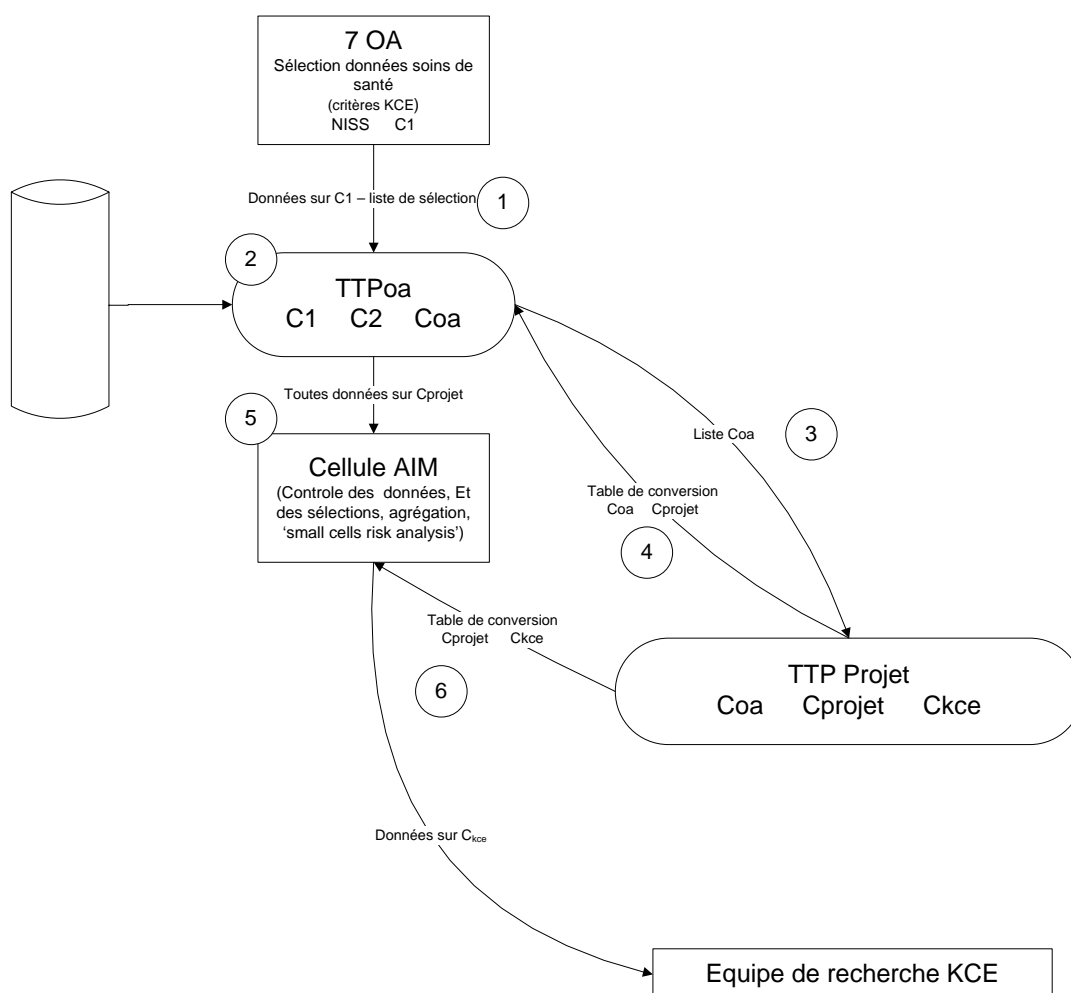 7 OA
Sélection données soins de
santé
(critères KCE)
NISS C1
Données sur C1 – liste de sélection
1
2
TTPoa
C1 C2 Coa
Toutes données sur Cprojet
5
Liste Coa
3
Cellule AIM
(Controle des données, Et
des sélections, agrégation,
‘small cells risk analysis’)
Table de conversion
Coa Cprojet
4
Table de conversion
Cprojet Ckce
6
TTP Projet
Coa Cprojet Ckce
Données sur Ckce
Equipe de recherche KCE